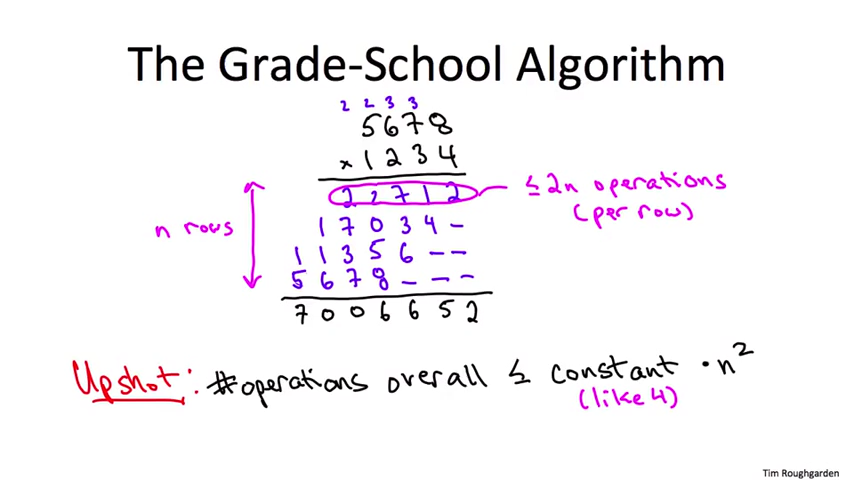 The Grade-School Algorithm
2 2 3 3
5678
× 1234
22712
≤ 2n operations
(per row)
n rows
17034-
11356--
5678---
7006652
Upshot: #operations overall ≤ constant · n²
(like 4)
Tim Roughgarden